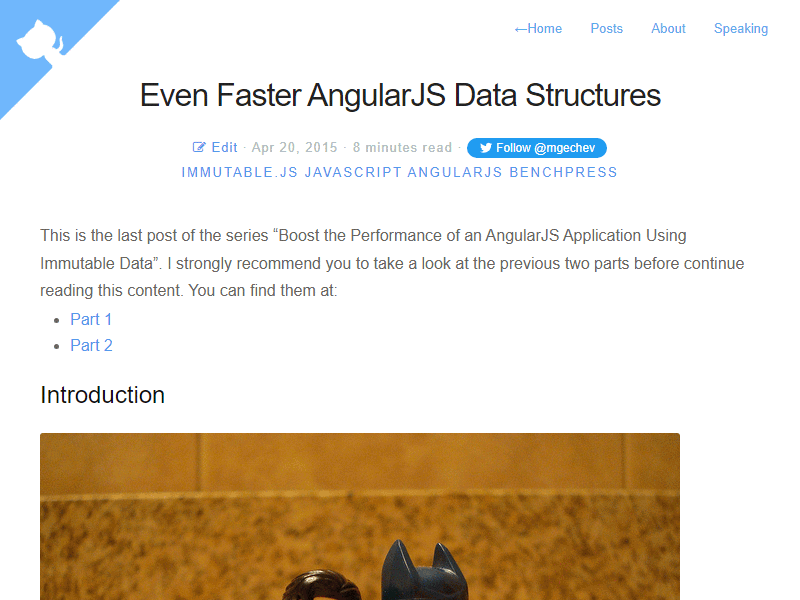 ←Home Posts About Speaking
Even Faster AngularJS Data Structures
Edit · Apr 20, 2015 · 8 minutes read · Follow @mgechev
IMMUTABLE.JS JAVASCRIPT ANGULARJS BENCHPRESS
This is the last post of the series “Boost the Performance of an AngularJS Application Using
Immutable Data”. I strongly recommend you to take a look at the previous two parts before continue
reading this content. You can find them at:
• Part 1
• Part 2
Introduction